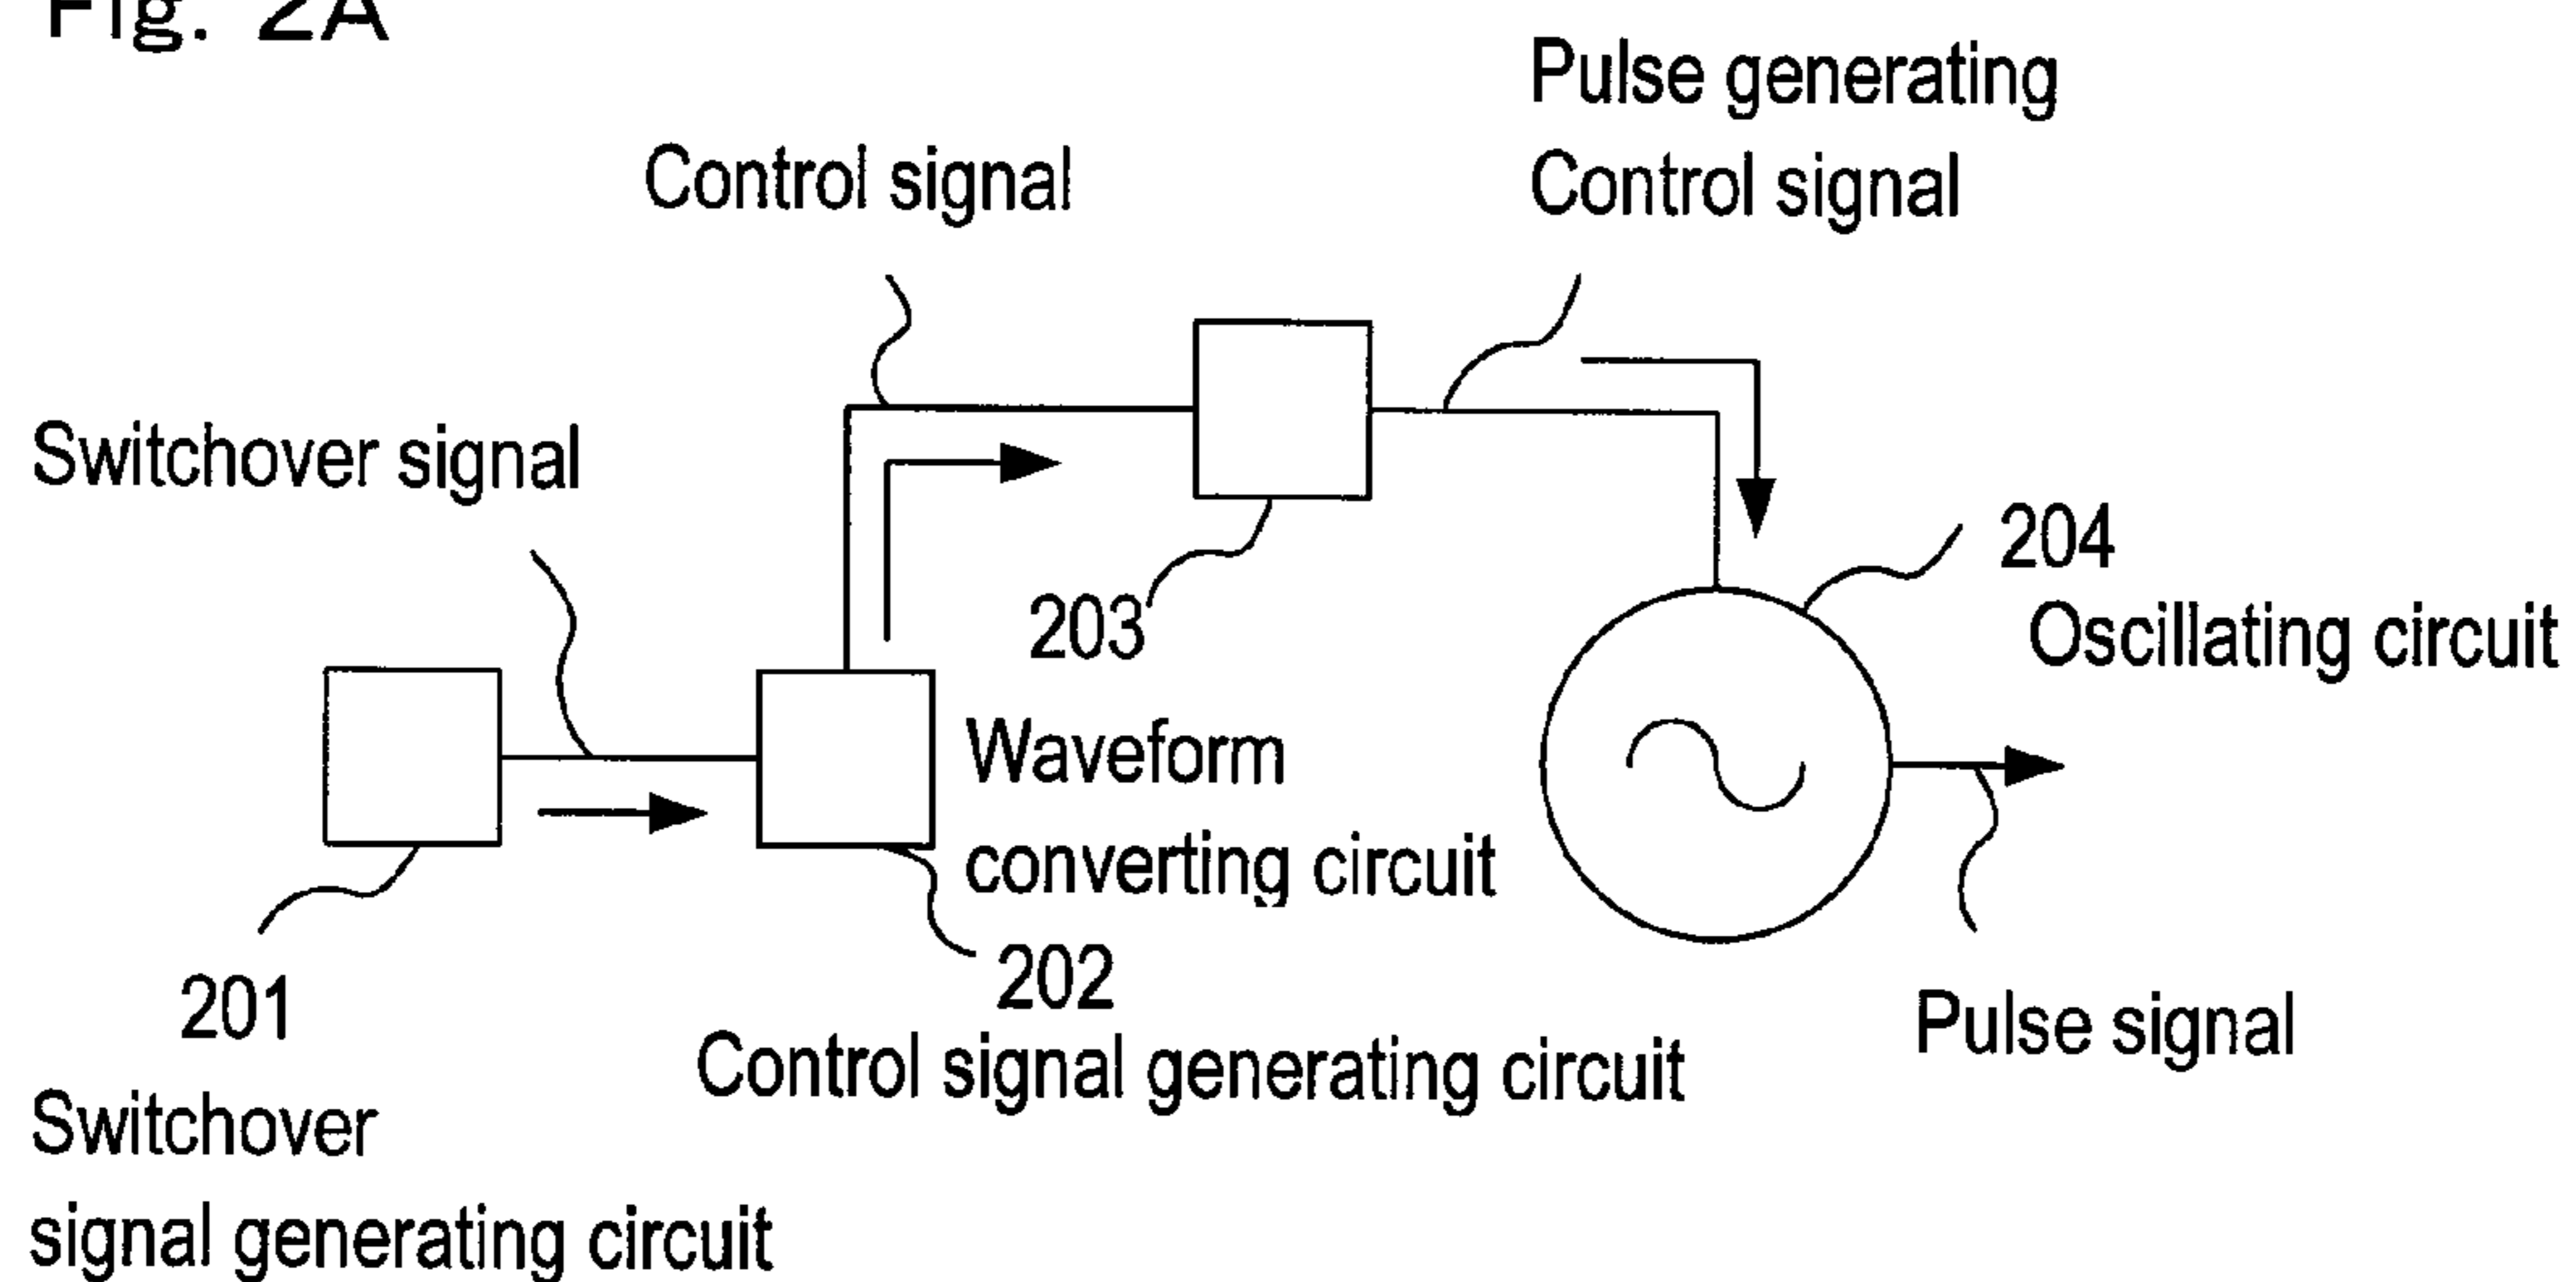 Fig. 2A
Pulse generating
Control signal
Control signal
Switchover signal
204
Oscillating circuit
203
Waveform
converting circuit
202
Control signal generating circuit
201
Switchover
signal generating circuit
Pulse signal